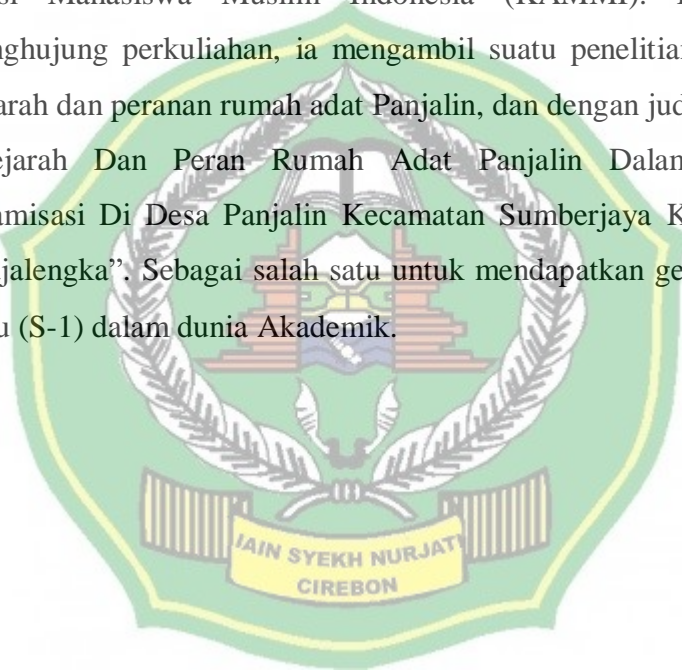 si Mahasiswa Muslim Indonesia (KAMMI).
nghujung perkuliahan, ia mengambil suatu penelitian
arah dan peranan rumah adat Panjalin, dan dengan jud
ejarah Dan Peran Rumah Adat Panjalin Dalam
amisasi Di Desa Panjalin Kecamatan Sumberjaya K
jalengka”. Sebagai salah satu untuk mendapatkan ge
u (S-1) dalam dunia Akademik.
IAIN SYEKH NURJATI
CIREBON